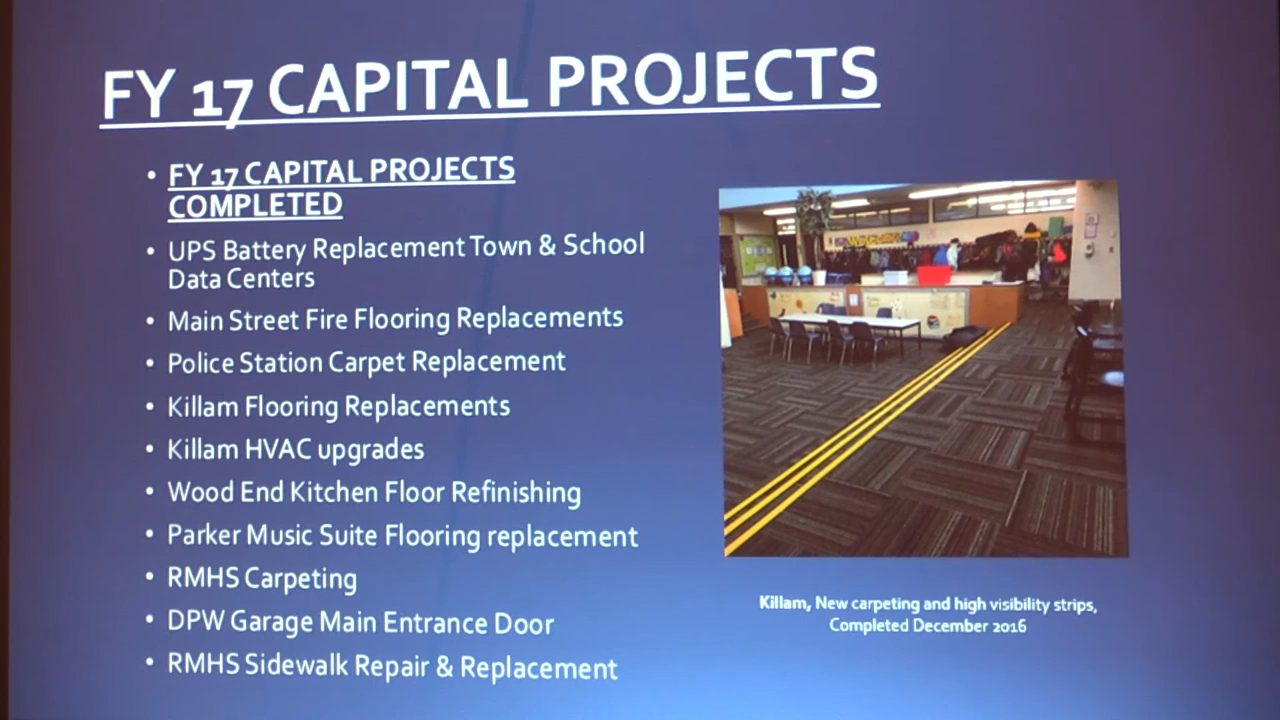 FY 17 CAPITAL PROJECTS
• FY 17 CAPITAL PROJECTS
COMPLETED
• UPS Battery Replacement Town & School
Data Centers
• Main Street Fire Flooring Replacements
• Police Station Carpet Replacement
• Killam Flooring Replacements
• Killam HVAC upgrades
• Wood End Kitchen Floor Refinishing
• Parker Music Suite Flooring replacement
• RMHS Carpeting
• DPW Garage Main Entrance Door
• RMHS Sidewalk Repair & Replacement
Killam, New carpeting and high visibility strips,
Completed December 2016